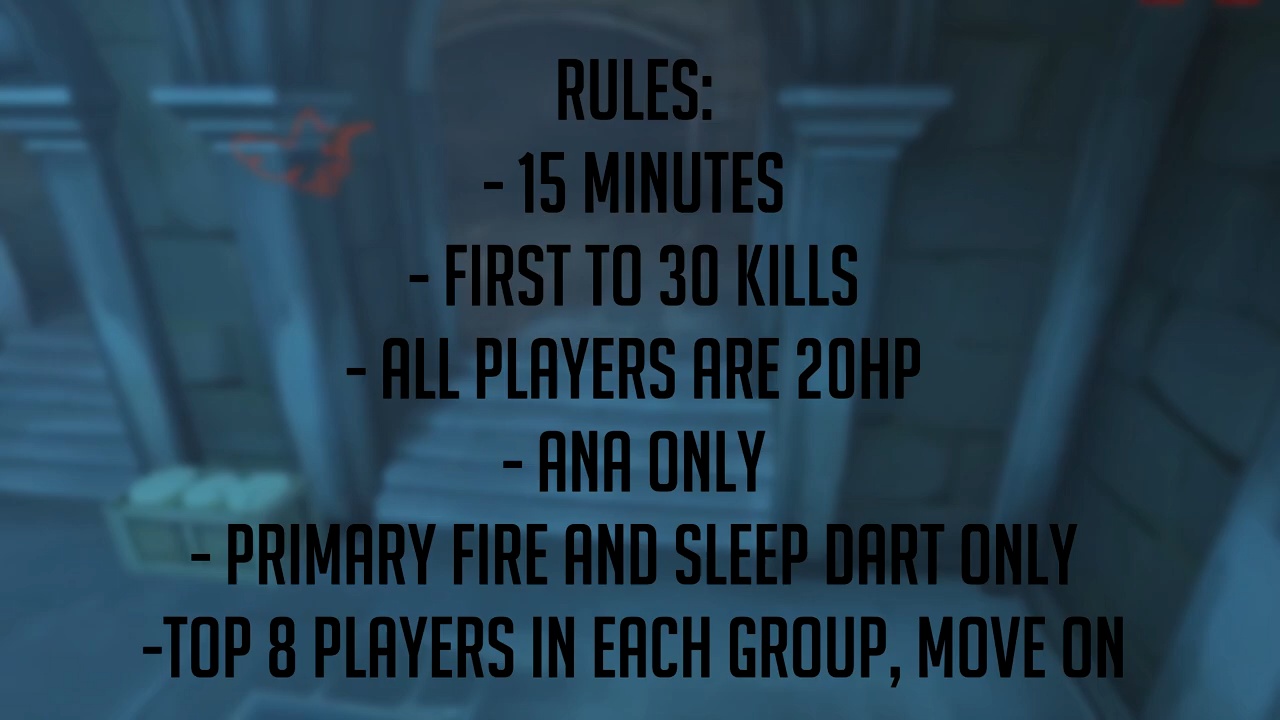 RULES:
- 15 MINUTES
- FIRST TO 30 KILLS
- ALL PLAYERS ARE 20HP
- ANA ONLY
- PRIMARY FIRE AND SLEEP DART ONLY
-TOP 8 PLAYERS IN EACH GROUP, MOVE ON